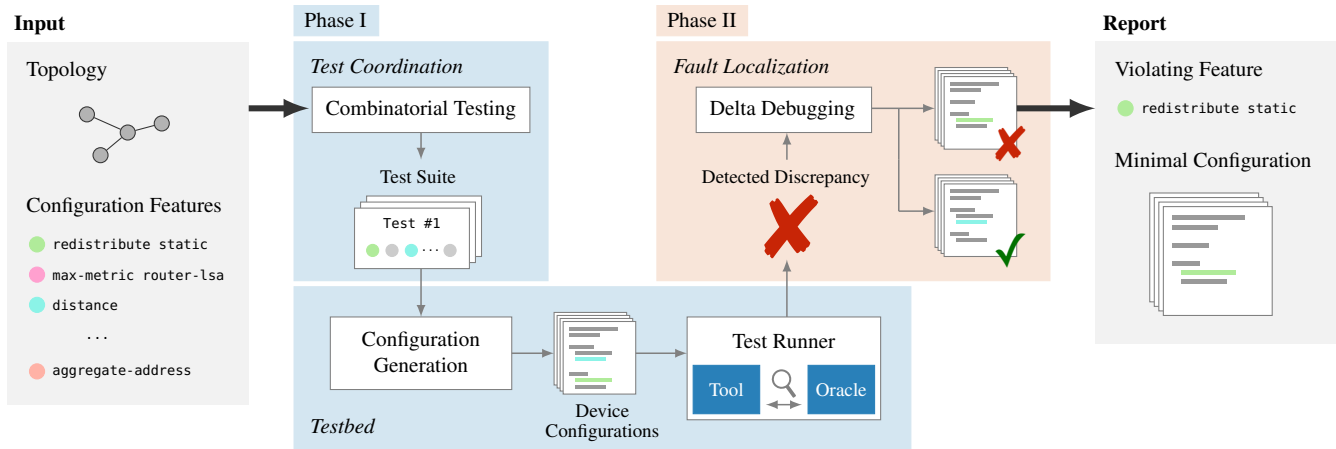 Input
Topology
Configuration Features
redistribute static
max-metric router-lsa
distance
...
aggregate-address
Phase I
Test Coordination
Combinatorial Testing
Test Suite
Test #1
...
Configuration
Generation
Testbed
Device
Configurations
Test Runner
Tool
Oracle
Phase II
Fault Localization
Delta Debugging
Detected Discrepancy
Report
Violating Feature
redistribute static
Minimal Configuration